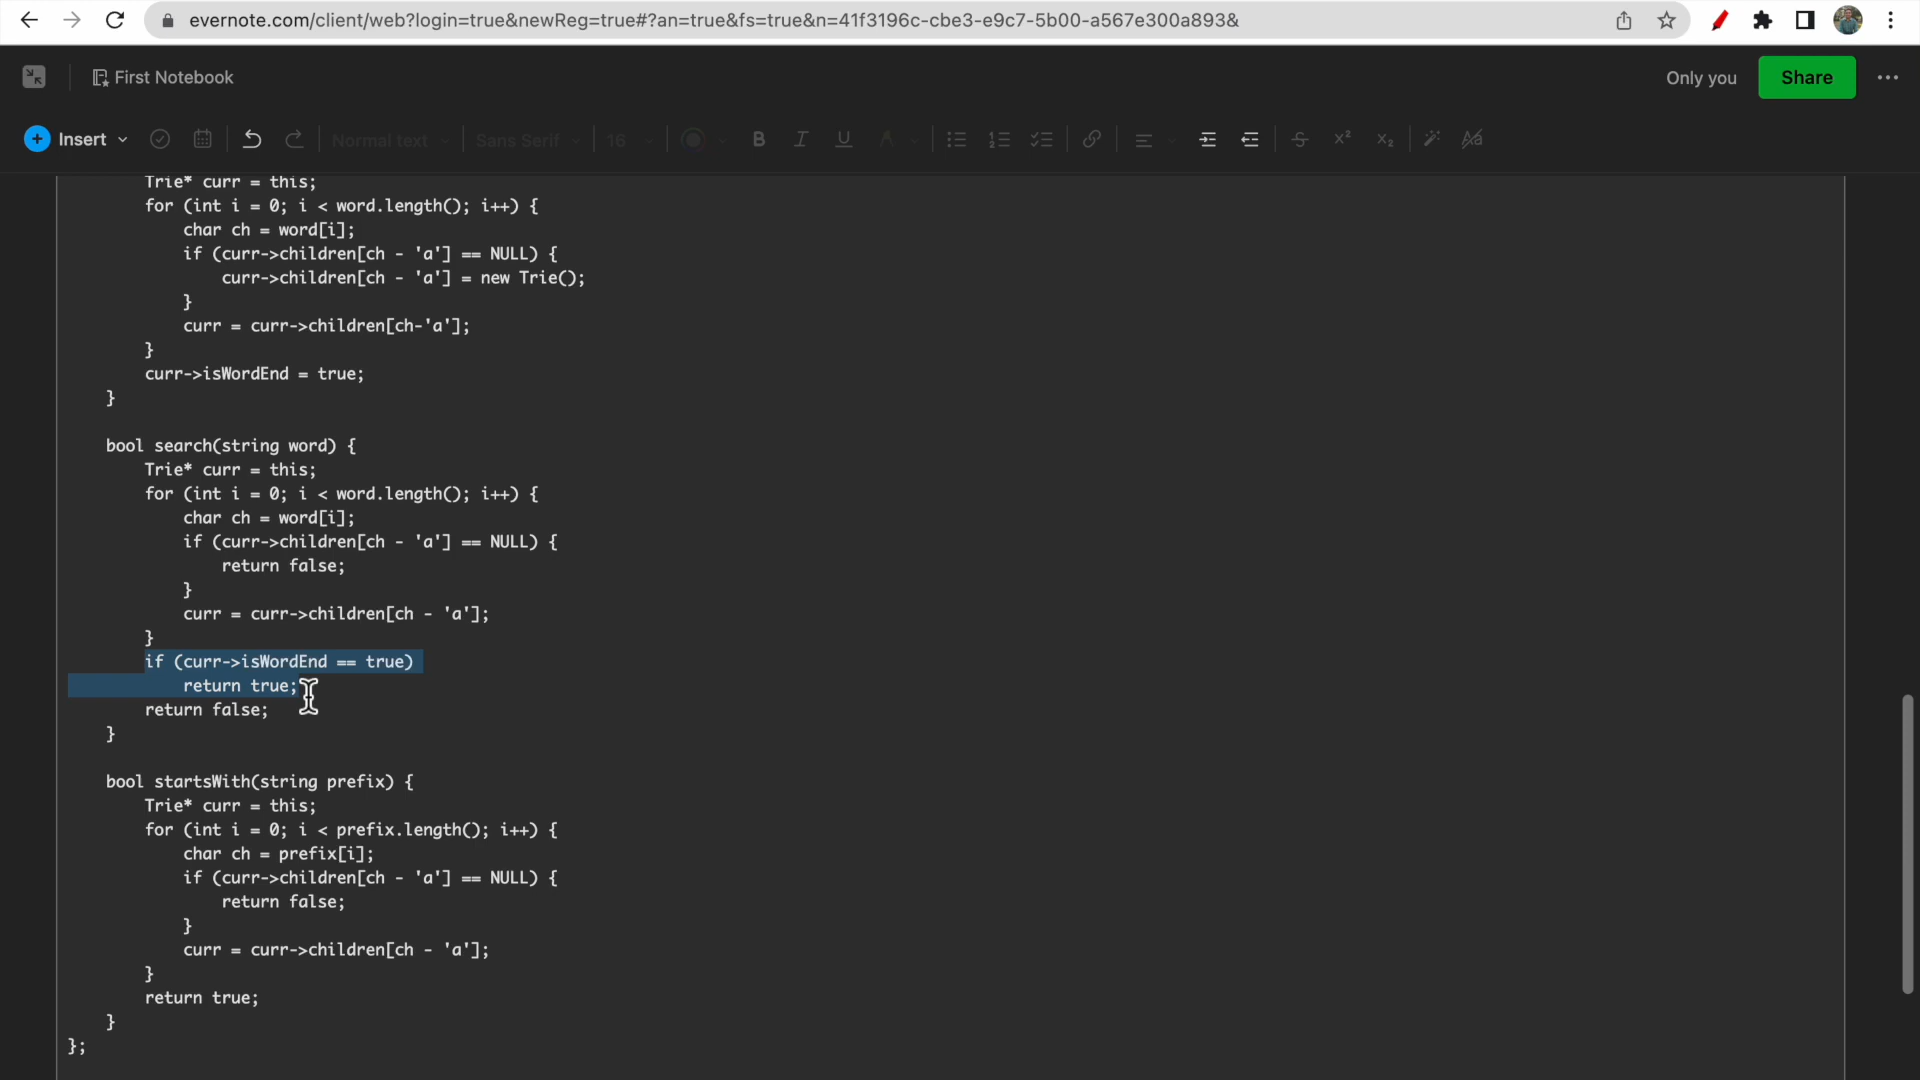 evernote.com/client/web?login=true&newReg=true#?an=true&fs=true&n=41f3196c-cbe3-e9c7-5b00-a567e300a893&
First Notebook
Only you
Share
Insert
Normal text
Sans Serif
16
Trie* curr = this;
for (int i = 0; i < word.length(); i++) {
char ch = word[i];
if (curr->children[ch - 'a'] == NULL) {
curr->children[ch - 'a'] = new Trie();
}
curr = curr->children[ch-'a'];
}
curr->isWordEnd = true;
}
bool search(string word) {
Trie* curr = this;
for (int i = 0; i < word.length(); i++) {
char ch = word[i];
if (curr->children[ch - 'a'] == NULL) {
return false;
}
curr = curr->children[ch - 'a'];
}
if (curr->isWordEnd == true)
return true;
return false;
}
bool startsWith(string prefix) {
Trie* curr = this;
for (int i = 0; i < prefix.length(); i++) {
char ch = prefix[i];
if (curr->children[ch - 'a'] == NULL) {
return false;
}
curr = curr->children[ch - 'a'];
}
return true;
}
};